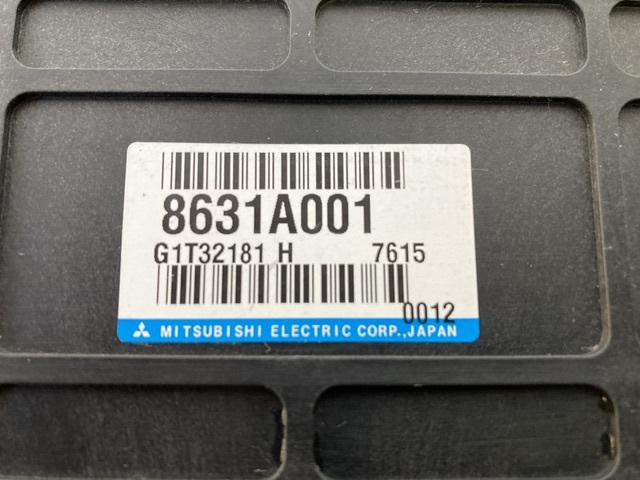 8631A001
G1T32181 H 7615
0012
MITSUBISHI ELECTRIC CORP.,JAPAN